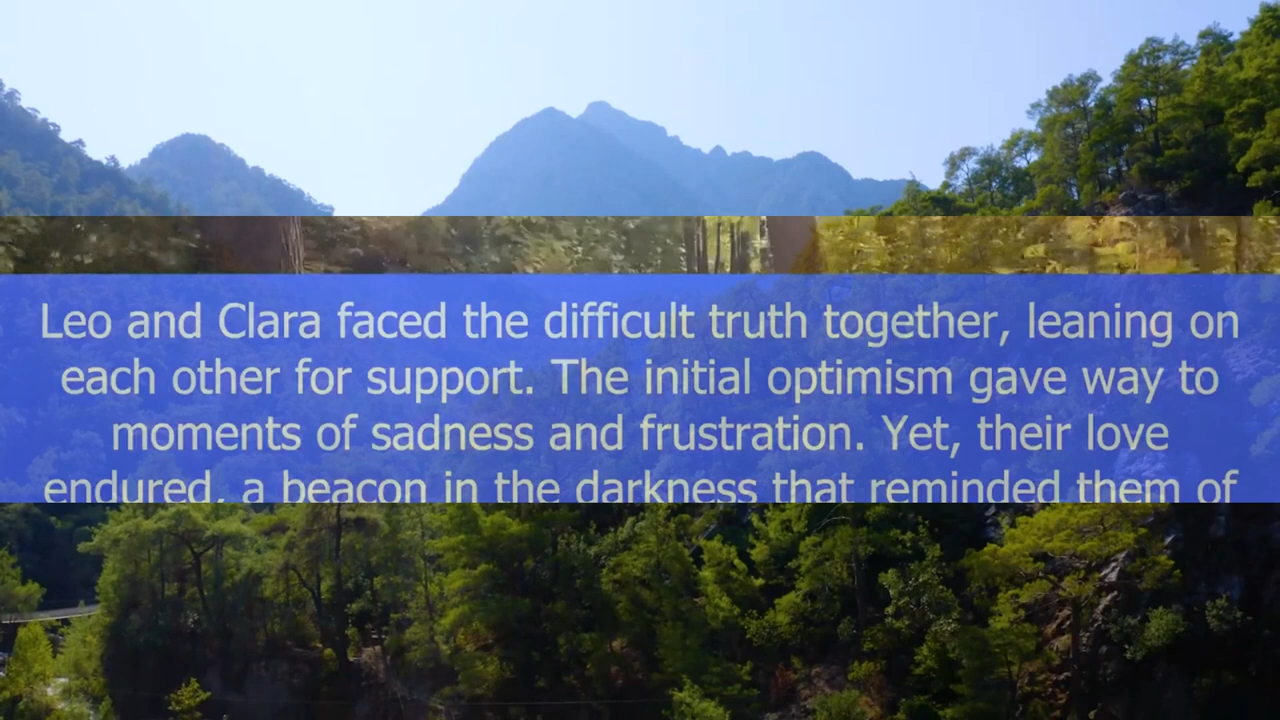 Leo and Clara faced the difficult truth together, leaning on
each other for support. The initial optimism gave way to
moments of sadness and frustration. Yet, their love
endured, a beacon in the darkness that reminded them of